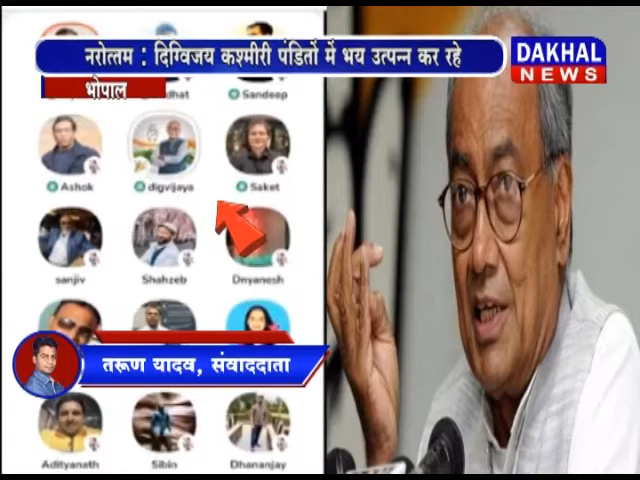 नरोत्तम : दिग्विजय कश्मीरी पंडितों में भय उत्पन्न कर रहे
DAKHAL
NEWS
भोपाल
Sandeep
Ashok
digvijaya
Saket
sanjiv
Shahzeb
Dnyanesh
तरूण यादव, संवाददाता
Adityanath
Sibin
Dhananjay